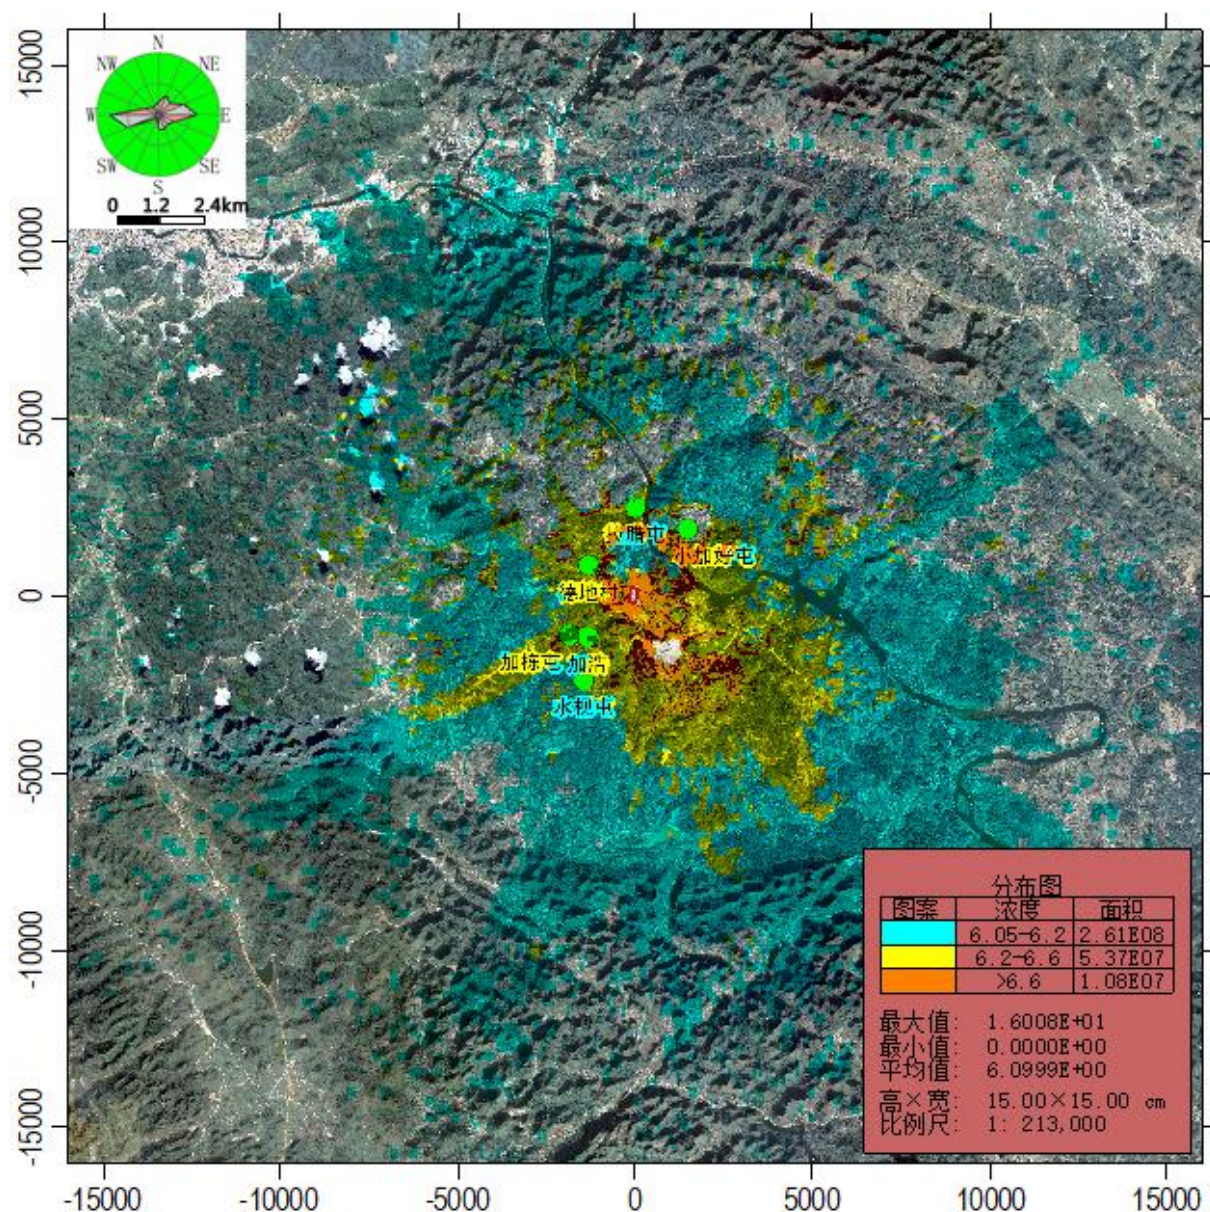 N
NW NE
W E
SW SE
S
0 1.2 2.4km
15000
10000
5000
0
-5000
-10000
-15000
小加好屯
法地村
加栋屯 加浩
分布图
图案 浓度 面积
6.05-6.2 2.61E08
6.2-6.6 5.37E07
>6.6 1.08E07
最大值: 1.6008E+01
最小值: 0.0000E+00
平均值: 6.0999E+00
高×宽: 15.00×15.00 cm
比例尺: 1: 213,000
-15000 -10000 -5000 0 5000 10000 15000